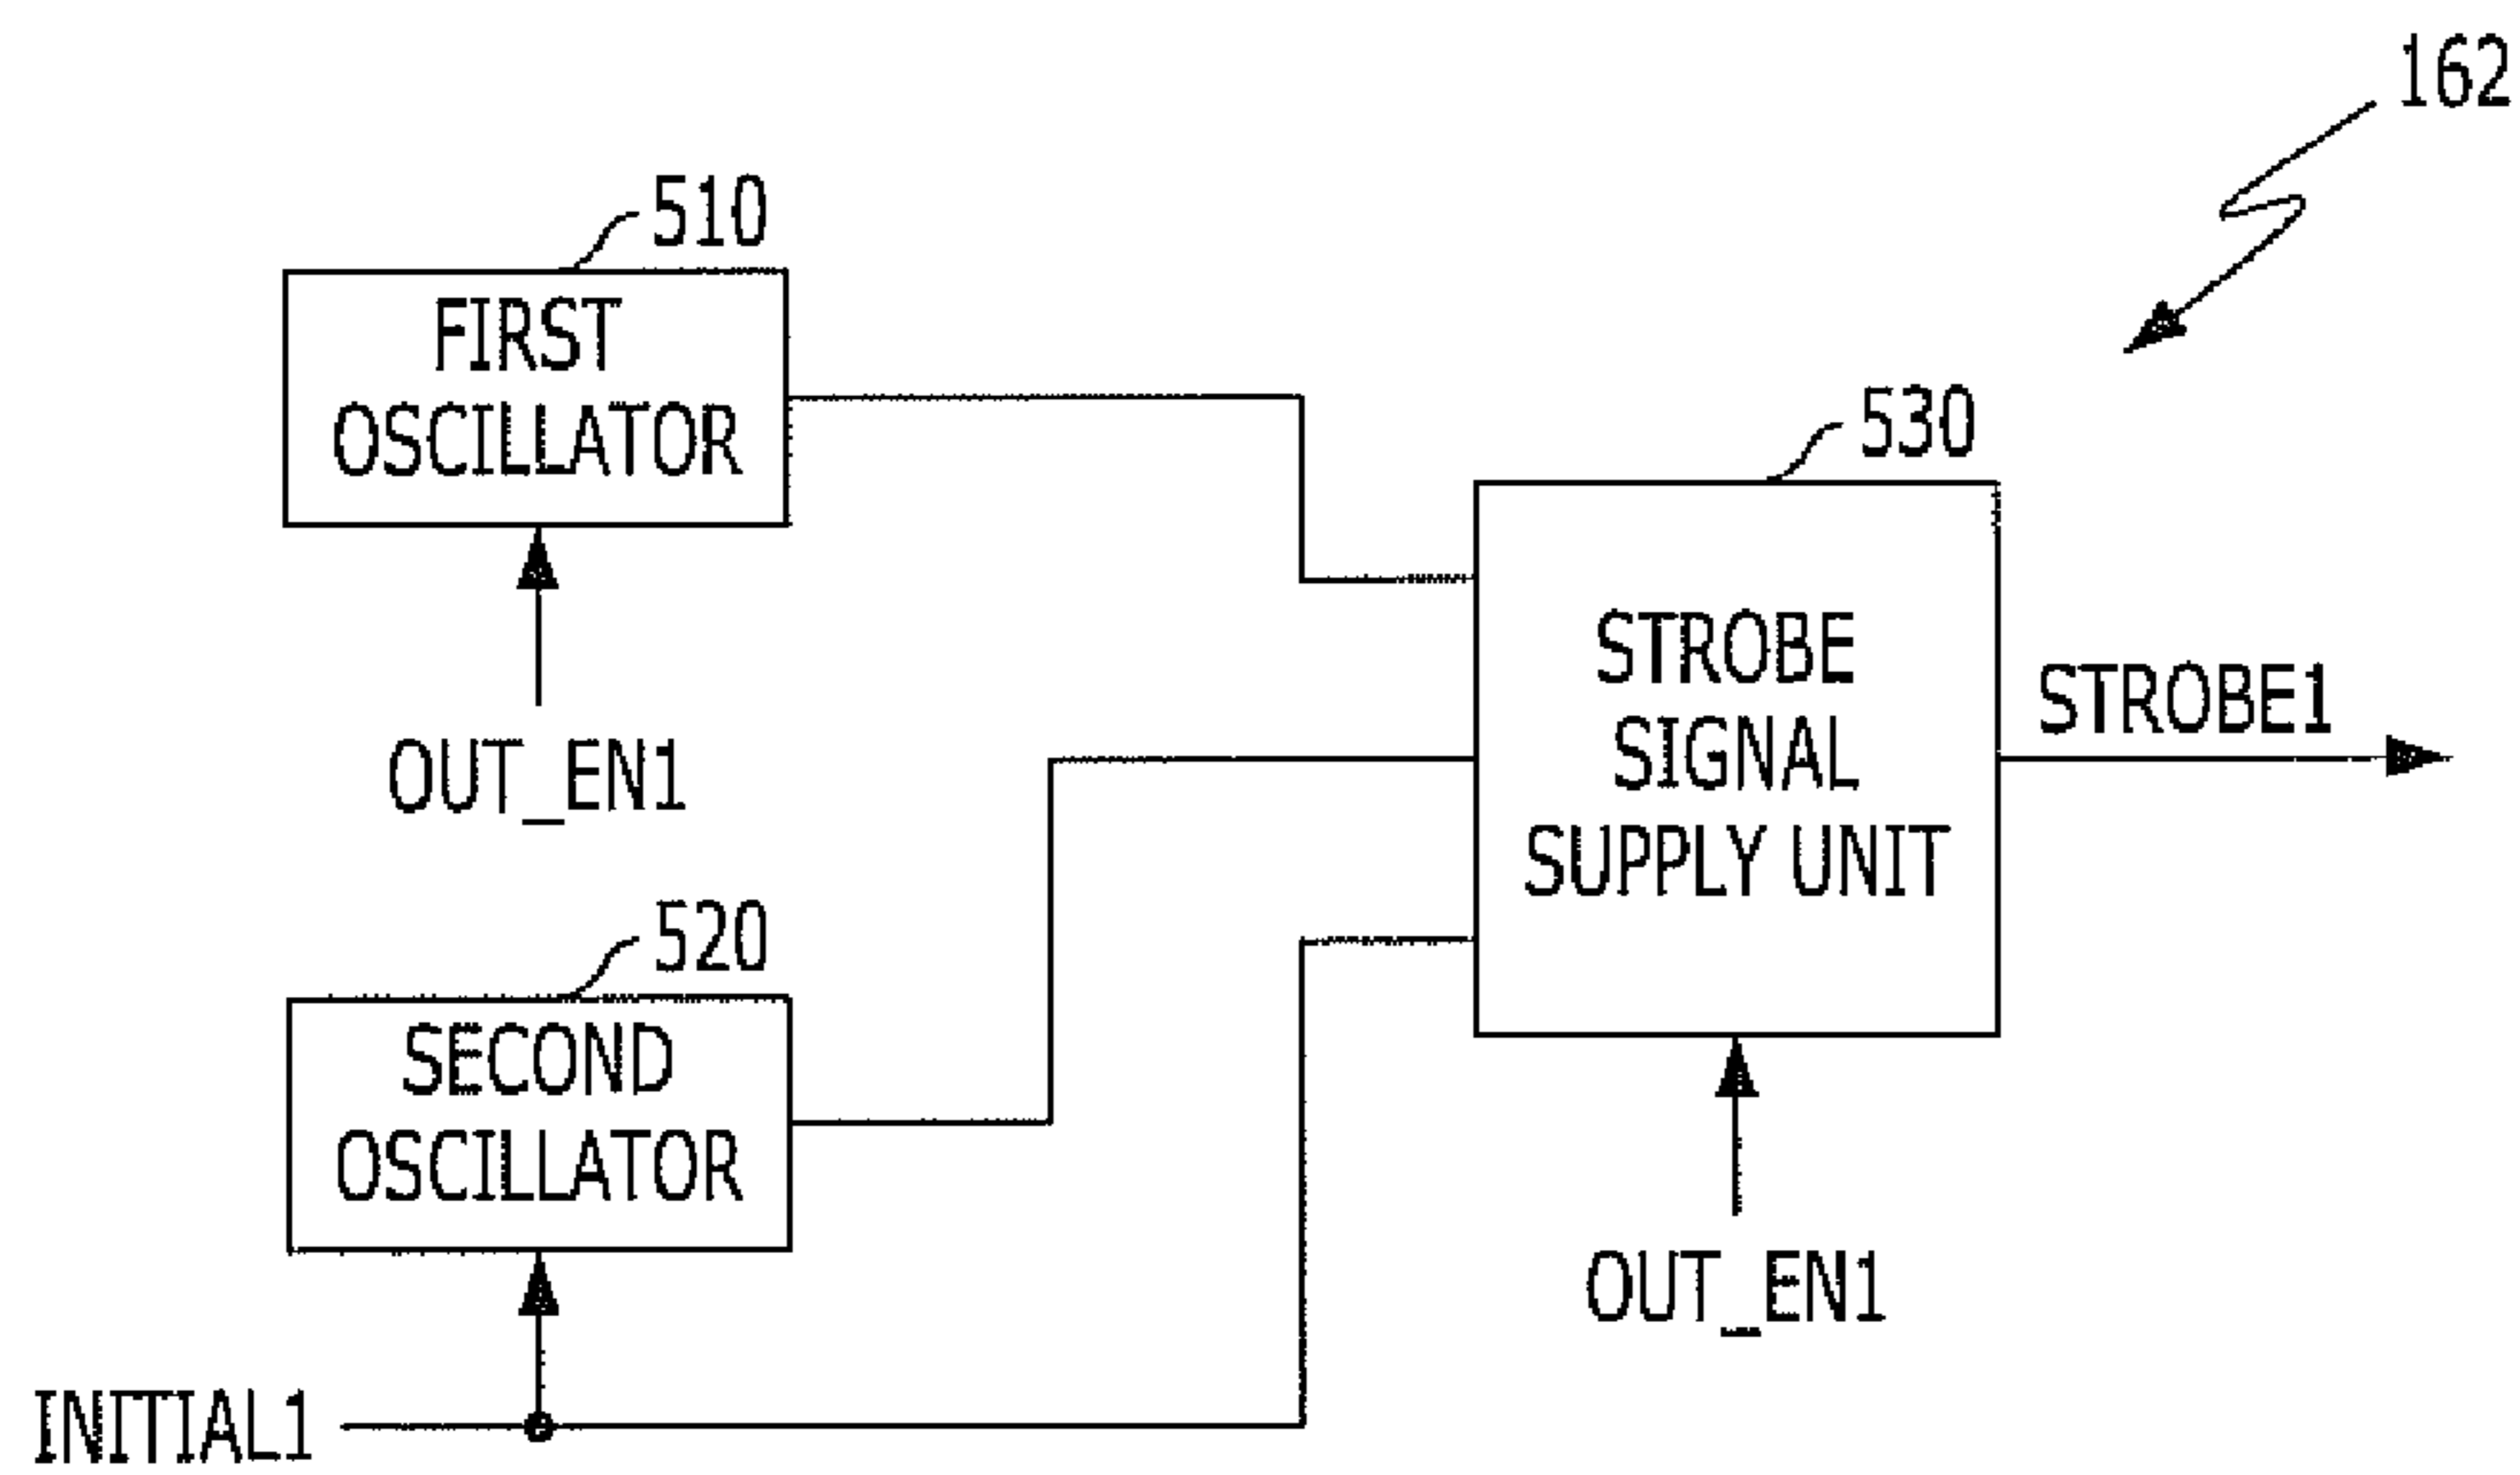 162
510
FIRST
OSCILLATOR
OUT_EN1
530
STROBE
SIGNAL
SUPPLY UNIT
STROBE1
520
SECOND
OSCILLATOR
OUT_EN1
INITIAL1